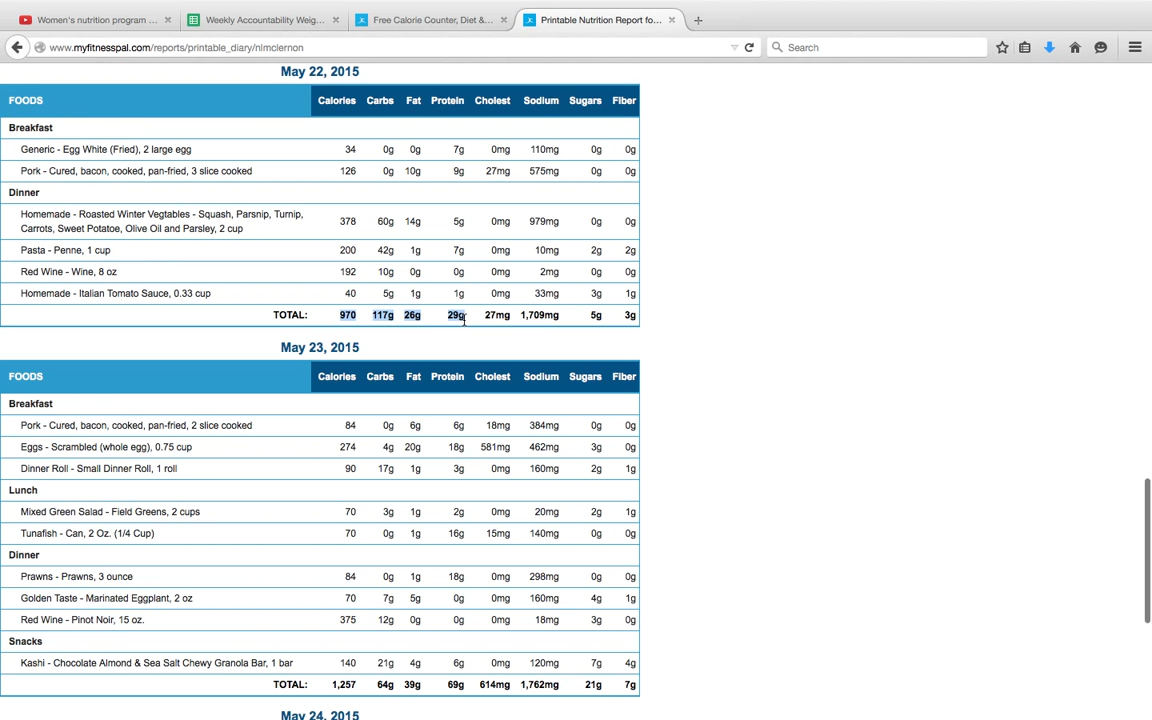 Women's nutrition program ...
Weekly Accountability Weig...
Free Calorie Counter, Diet &...
Printable Nutrition Report fo...
www.myfitnesspal.com/reports/printable_diary/nlmclernon
Search
May 22, 2015
FOODS Calories Carbs Fat Protein Cholest Sodium Sugars Fiber
Breakfast
Generic - Egg White (Fried), 2 large egg 34 0g 0g 7g 0mg 110mg 0g 0g
Pork - Cured, bacon, cooked, pan-fried, 3 slice cooked 126 0g 10g 9g 27mg 575mg 0g 0g
Dinner
Homemade - Roasted Winter Vegtables - Squash, Parsnip, Turnip,
Carrots, Sweet Potatoe, Olive Oil and Parsley, 2 cup 378 60g 14g 5g 0mg 979mg 0g 0g
Pasta - Penne, 1 cup 200 42g 1g 7g 0mg 10mg 2g 2g
Red Wine - Wine, 8 oz 192 10g 0g 0g 0mg 2mg 0g 0g
Homemade - Italian Tomato Sauce, 0.33 cup 40 5g 1g 1g 0mg 33mg 3g 1g
TOTAL: 970 117g 26g 29g 27mg 1,709mg 5g 3g
May 23, 2015
FOODS Calories Carbs Fat Protein Cholest Sodium Sugars Fiber
Breakfast
Pork - Cured, bacon, cooked, pan-fried, 2 slice cooked 84 0g 6g 6g 18mg 384mg 0g 0g
Eggs - Scrambled (whole egg), 0.75 cup 274 4g 20g 18g 581mg 462mg 3g 0g
Dinner Roll - Small Dinner Roll, 1 roll 90 17g 1g 3g 0mg 160mg 2g 1g
Lunch
Mixed Green Salad - Field Greens, 2 cups 70 3g 1g 2g 0mg 20mg 2g 1g
Tunafish - Can, 2 Oz. (1/4 Cup) 70 0g 1g 16g 15mg 140mg 0g 0g
Dinner
Prawns - Prawns, 3 ounce 84 0g 1g 18g 0mg 298mg 0g 0g
Golden Taste - Marinated Eggplant, 2 oz 70 7g 5g 0g 0mg 160mg 4g 1g
Red Wine - Pinot Noir, 15 oz. 375 12g 0g 0g 0mg 18mg 3g 0g
Snacks
Kashi - Chocolate Almond & Sea Salt Chewy Granola Bar, 1 bar 140 21g 4g 6g 0mg 120mg 7g 4g
TOTAL: 1,257 64g 39g 69g 614mg 1,762mg 21g 7g
May 24, 2015